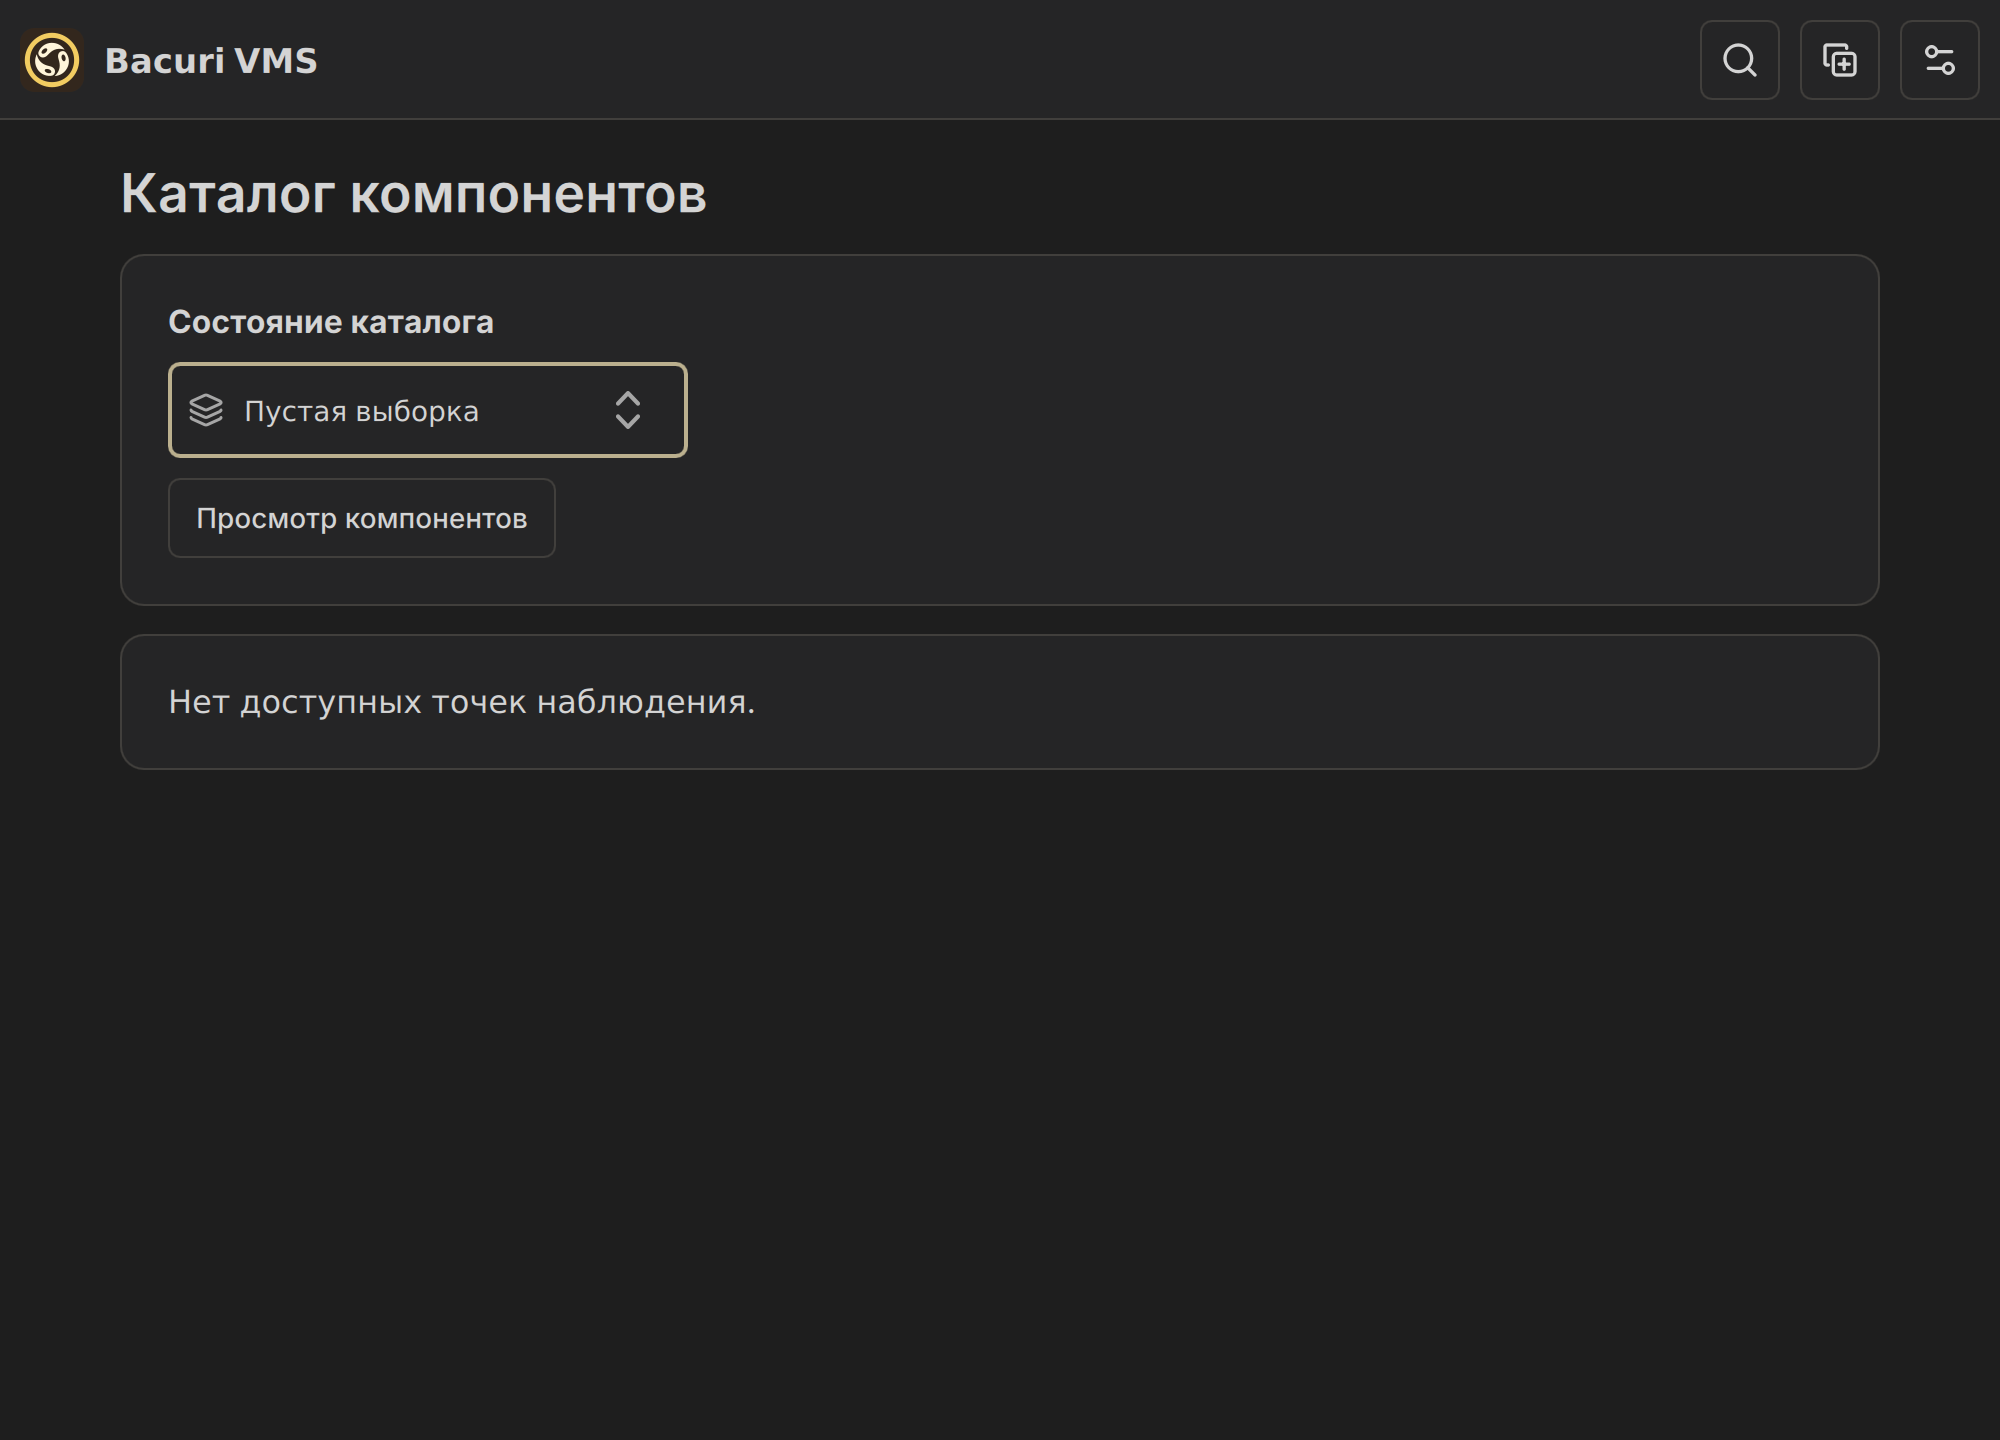 Bacuri VMS
Каталог компонентов
Состояние каталога
Пустая выборка
Просмотр компонентов
Нет доступных точек наблюдения.